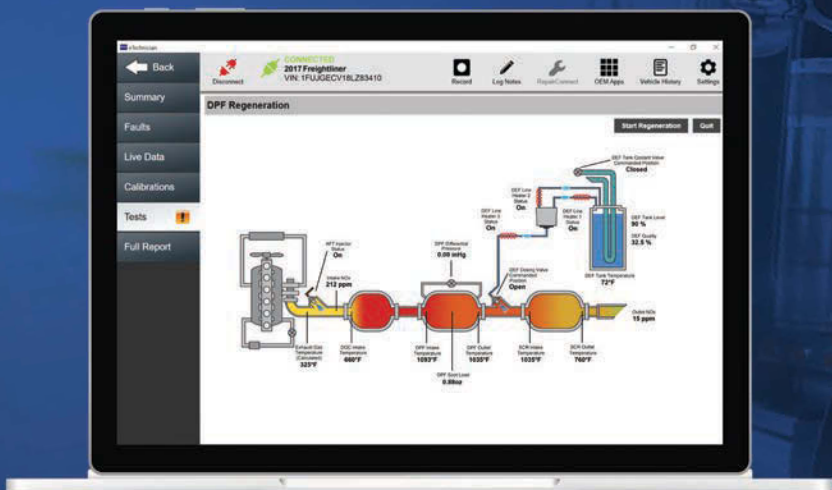 eTechnician
Back
Disconnect
CONNECTED
2017 Freightliner
VIN: 1FUJGECV18LZ83410
Record
Log Notes
RepairConnect
OEM Apps
Vehicle History
Settings
Summary
Faults
Live Data
Calibrations
Tests
Full Report
DPF Regeneration
Start Regeneration
Quit
DEF Tank Coolant Valve
Commanded Position
Closed
DEF Line
Heater 2
Status
On
DEF Line
Heater 3
Status
On
DEF Line
Heater 1
Status
On
DEF Tank Level
90 %
DEF Quality
32.5 %
DEF Tank Temperature
72°F
AFT Injector
Status
On
Intake NOx
212 ppm
DPF Differential
Pressure
0.08 inHg
DEF Dosing Valve
Commanded
Position
Open
Outlet NOx
15 ppm
Exhaust Gas
Temperature
(Calculated)
325°F
DOC Intake
Temperature
660°F
DPF Intake
Temperature
1093°F
DPF Outlet
Temperature
1035°F
SCR Intake
Temperature
1035°F
SCR Outlet
Temperature
760°F
DPF Soot Load
0.88oz